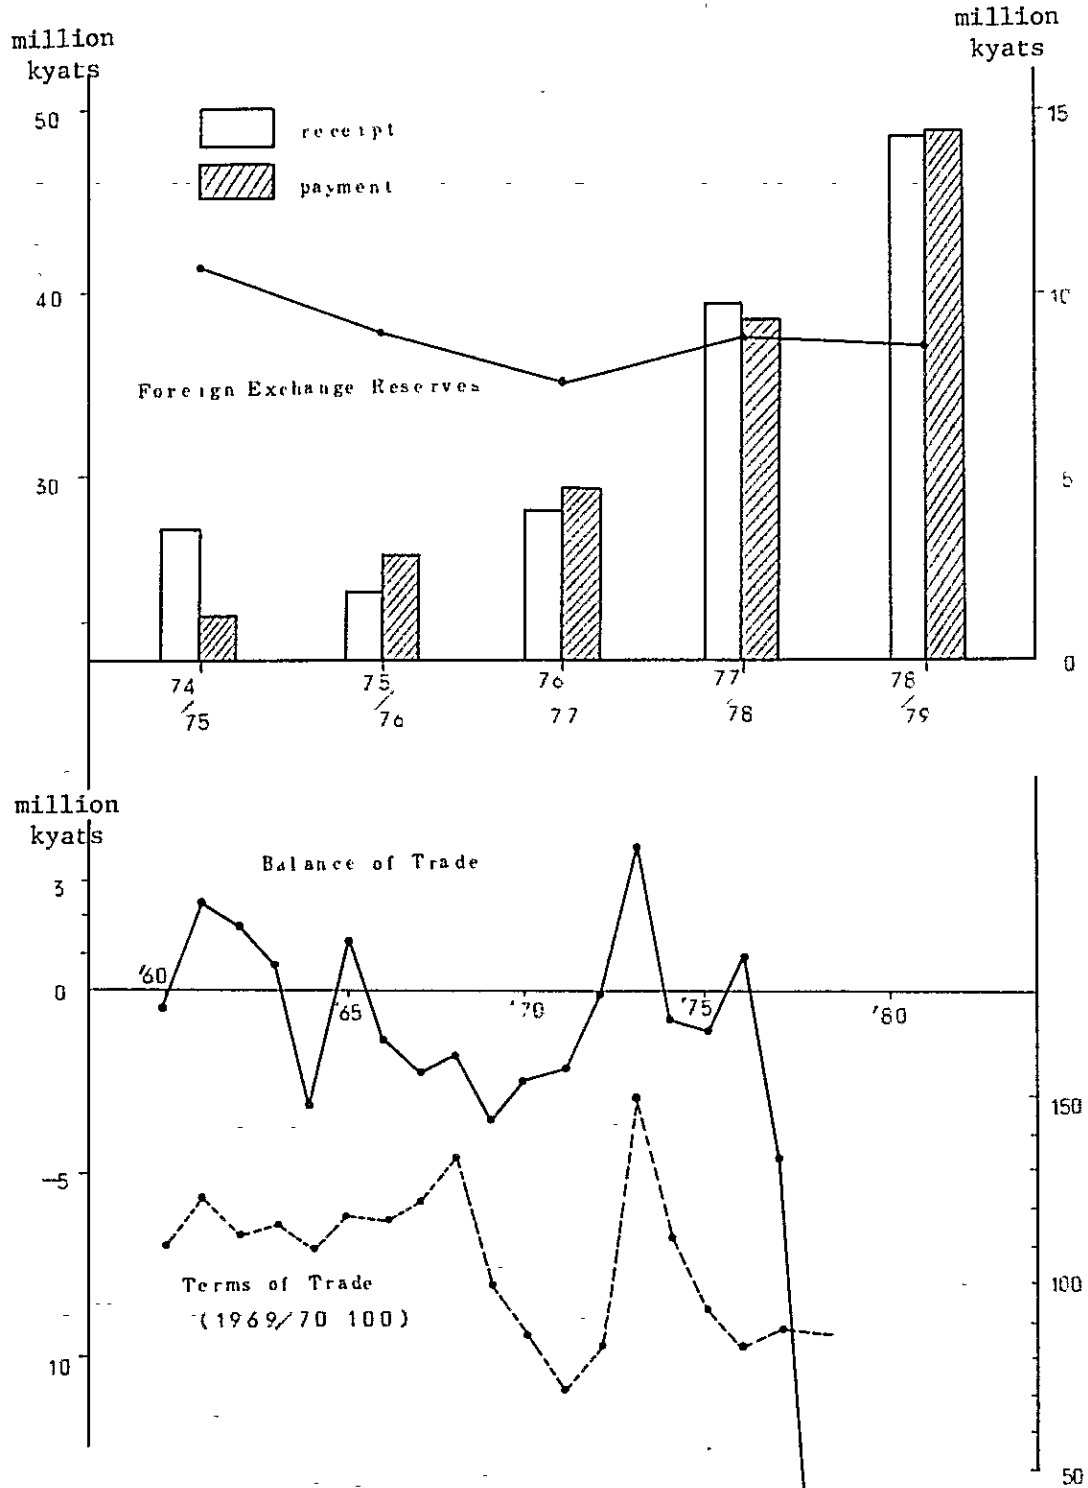 million
kyats
million
kyats
50
15
receipt
payment
40
10
Foreign Exchange Reserves
30
5
0
74/75
75/76
76
77
77/78
78/79
million
kyats
Balance of Trade
3
'60
0
'65
'70
'75
'80
150
-5
Terms of Trade
(1969/70 100)
100
10
50